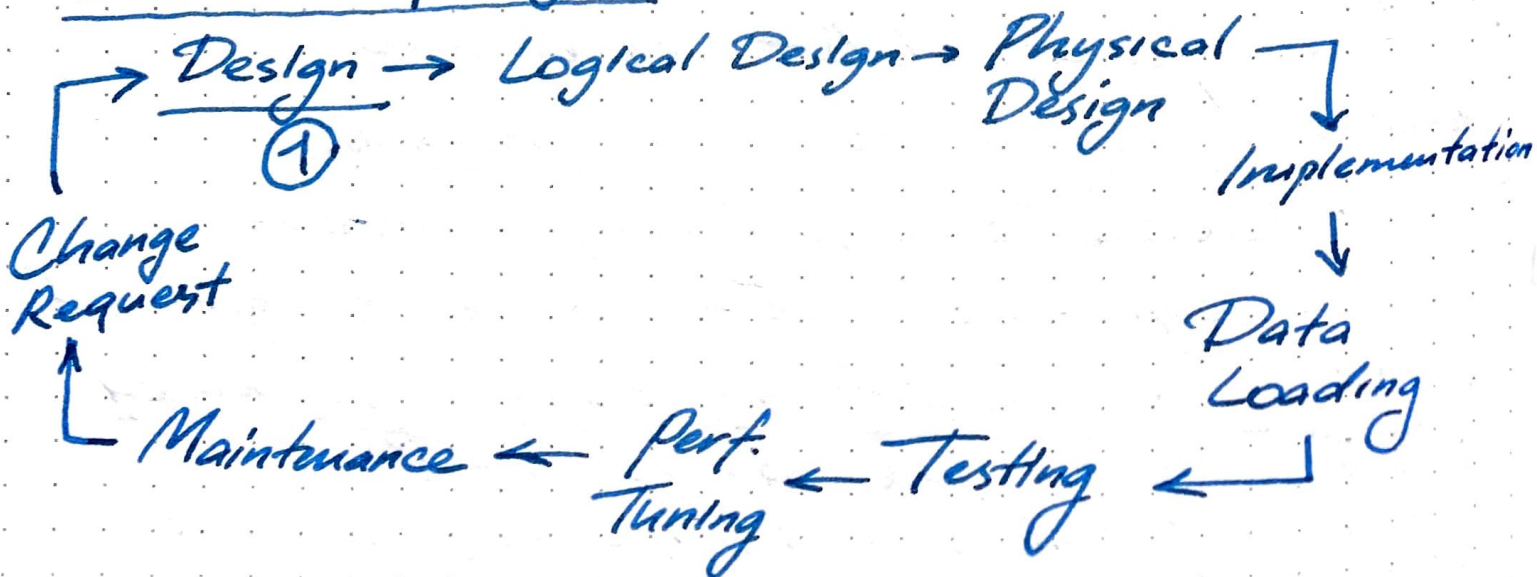 Design → Logical Design → Physical
Design
①
Implementation
Change
Request
Data
Loading
Maintenance ← Perf. ← Testing
Tuning